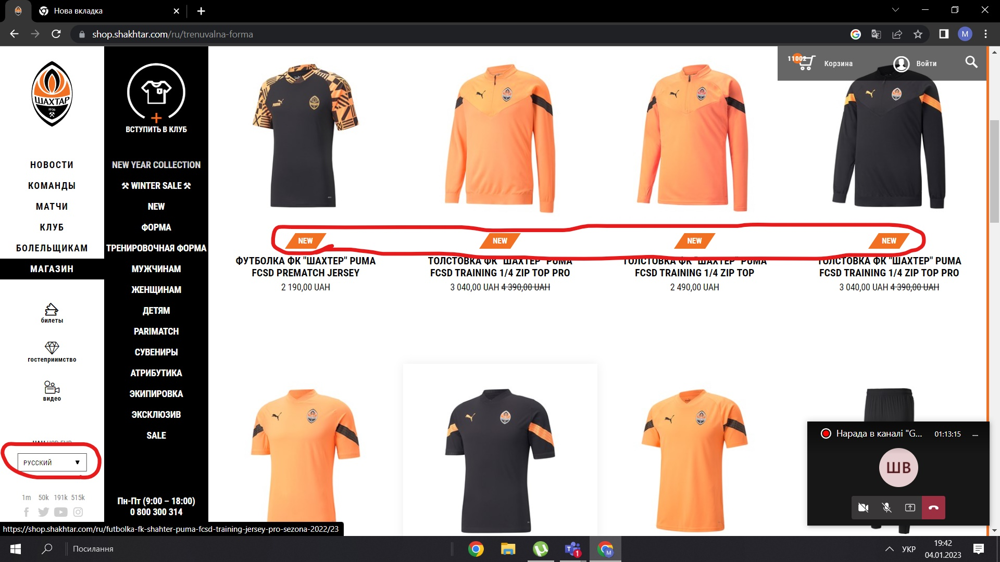 Нова вкладка
shop.shakhtar.com/ru/trenuvalna-forma
M
ШАХТАР
1936
ВСТУПИТЬ В КЛУБ
11002
Корзина
Войти
НОВОСТИ
КОМАНДЫ
МАТЧИ
КЛУБ
БОЛЕЛЬЩИКАМ
МАГАЗИН
билеты
гостеприимство
видео
РУССКИЙ
1m 50k 191k 515k
NEW YEAR COLLECTION
⚒ WINTER SALE ⚒
NEW
ФОРМА
ТРЕНИРОВОЧНАЯ ФОРМА
МУЖЧИНАМ
ЖЕНЩИНАМ
ДЕТЯМ
PARIMATCH
СУВЕНИРЫ
АТРИБУТИКА
ЭКИПИРОВКА
ЭКСКЛЮЗИВ
SALE
Пн-Пт (9:00 – 18:00)
0 800 300 314
NEW
ФУТБОЛКА ФК "ШАХТЕР" PUMA
FCSD PREMATCH JERSEY
2 190,00 UAH
NEW
ТОЛСТОВКА ФК "ШАХТЕР" PUMA
FCSD TRAINING 1/4 ZIP TOP PRO
3 040,00 UAH 4 390,00 UAH
NEW
ТОЛСТОВКА ФК "ШАХТЕР" PUMA
FCSD TRAINING 1/4 ZIP TOP
2 490,00 UAH
NEW
ТОЛСТОВКА ФК "ШАХТЕР" PUMA
FCSD TRAINING 1/4 ZIP TOP PRO
3 040,00 UAH 4 390,00 UAH
Нарада в каналі "G... 01:13:15
ШВ
https://shop.shakhtar.com/ru/futbolka-fk-shahter-puma-fcsd-training-jersey-pro-sezona-2022/23
Посилання
1
M
УКР
19:42
04.01.2023